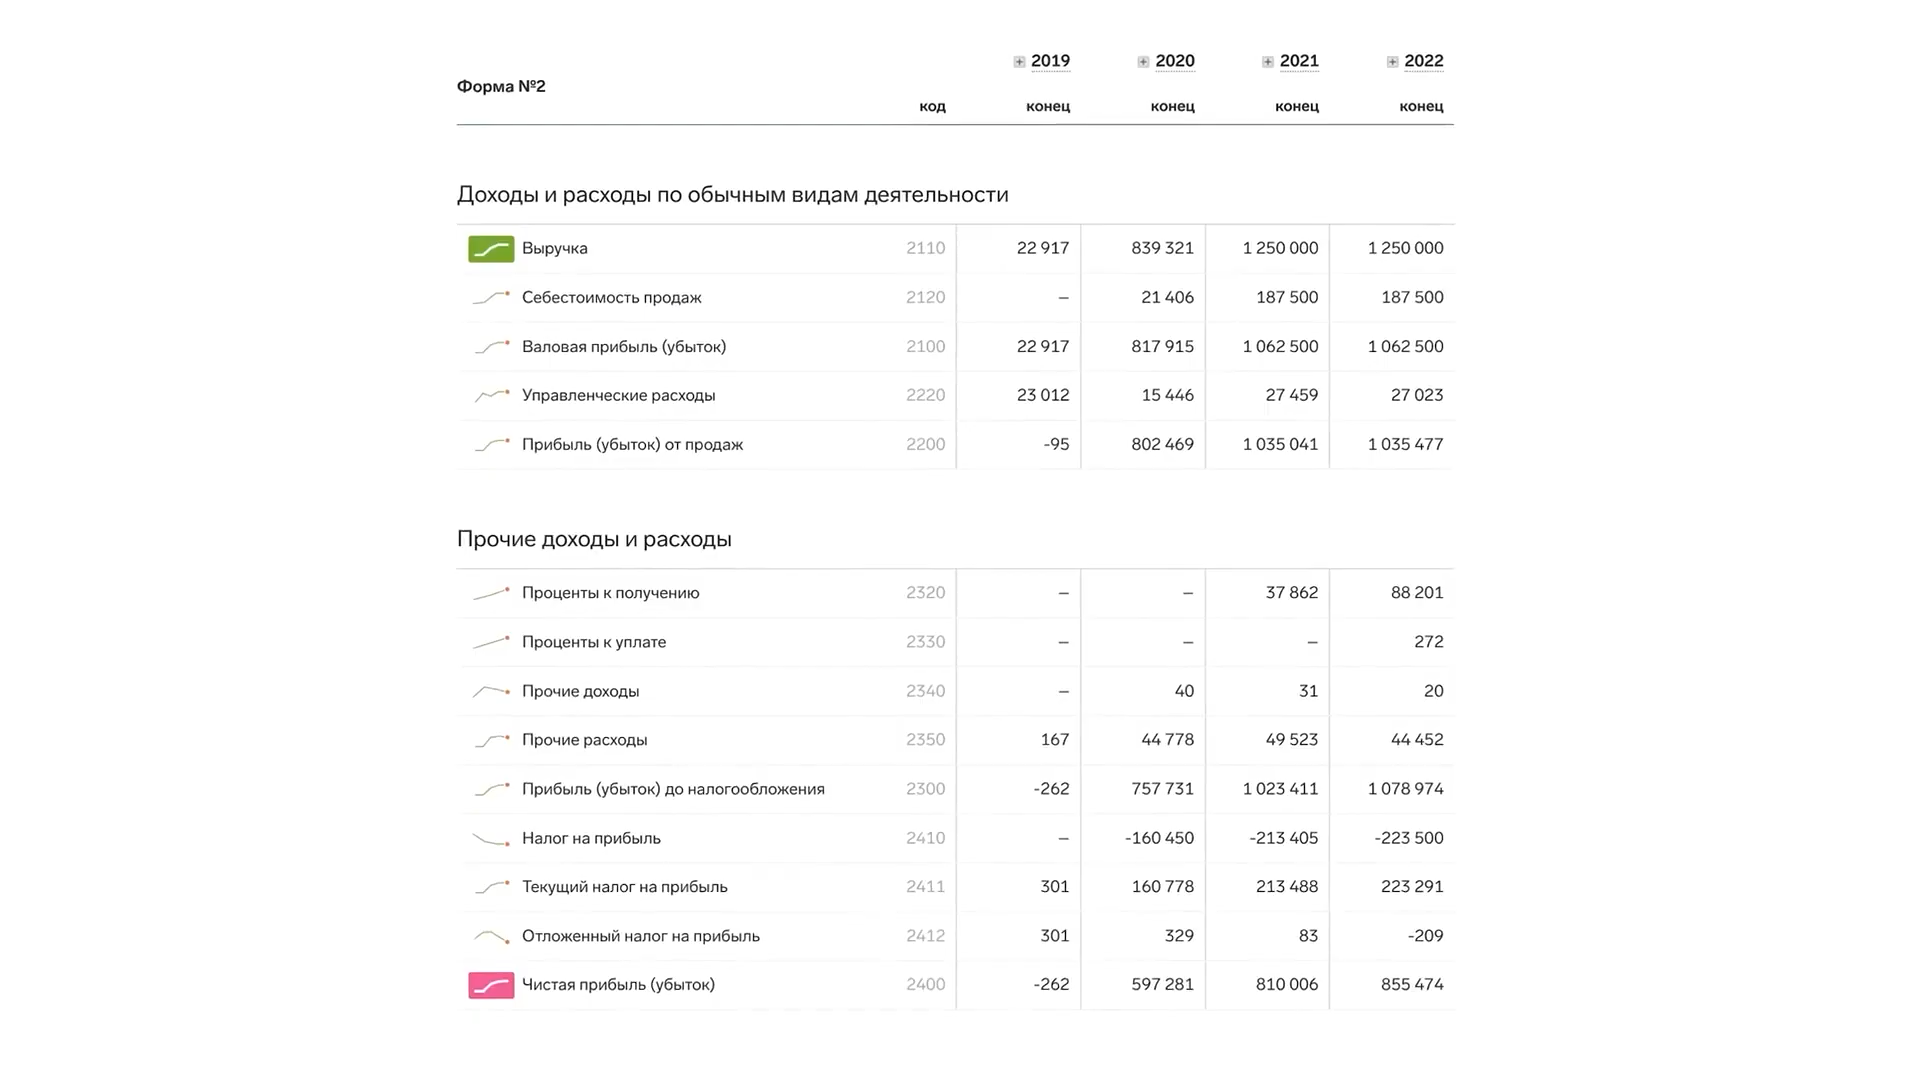 2019 2020 2021 2022
Форма №2
код конец конец конец конец
Доходы и расходы по обычным видам деятельности
Выручка 2110 22 917 839 321 1 250 000 1 250 000
Себестоимость продаж 2120 – 21 406 187 500 187 500
Валовая прибыль (убыток) 2100 22 917 817 915 1 062 500 1 062 500
Управленческие расходы 2220 23 012 15 446 27 459 27 023
Прибыль (убыток) от продаж 2200 -95 802 469 1 035 041 1 035 477
Прочие доходы и расходы
Проценты к получению 2320 – – 37 862 88 201
Проценты к уплате 2330 – – – 272
Прочие доходы 2340 – 40 31 20
Прочие расходы 2350 167 44 778 49 523 44 452
Прибыль (убыток) до налогообложения 2300 -262 757 731 1 023 411 1 078 974
Налог на прибыль 2410 – -160 450 -213 405 -223 500
Текущий налог на прибыль 2411 301 160 778 213 488 223 291
Отложенный налог на прибыль 2412 301 329 83 -209
Чистая прибыль (убыток) 2400 -262 597 281 810 006 855 474